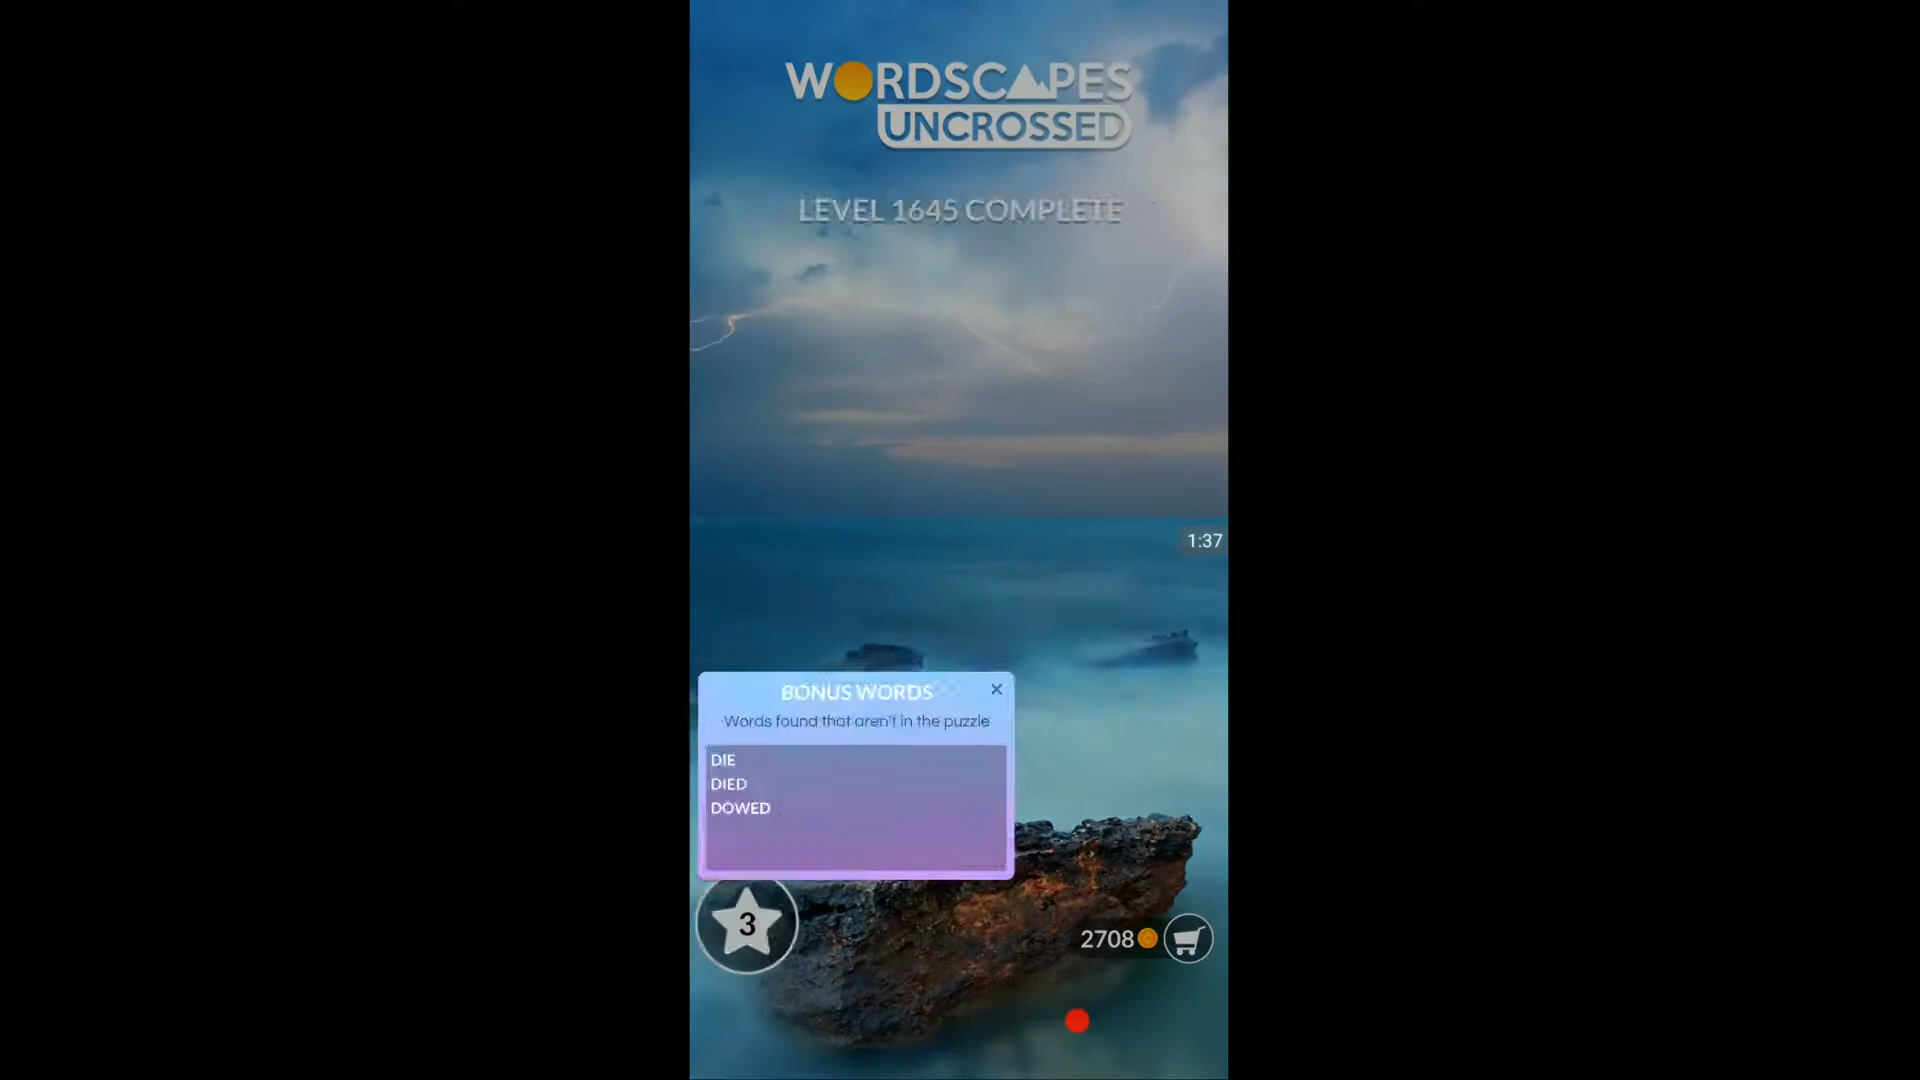 WORDSCAPES
UNCROSSED
LEVEL 1645 COMPLETE
1:37
BONUS WORDS
Words found that aren't in the puzzle
DIE
DIED
DOWED
3
2708